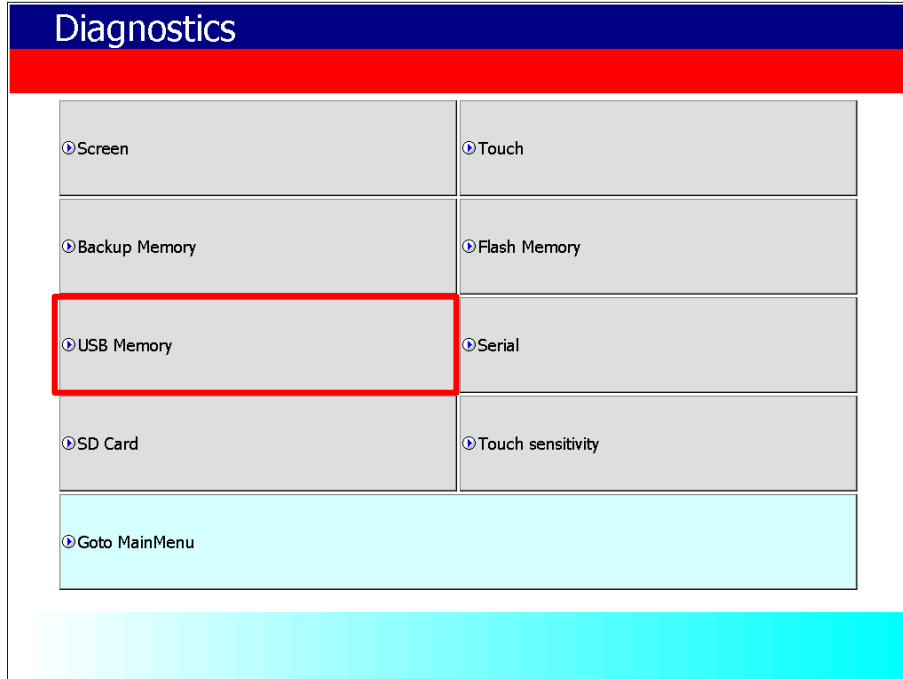 Diagnostics
Screen
Touch
Backup Memory
Flash Memory
USB Memory
Serial
SD Card
Touch sensitivity
Goto MainMenu